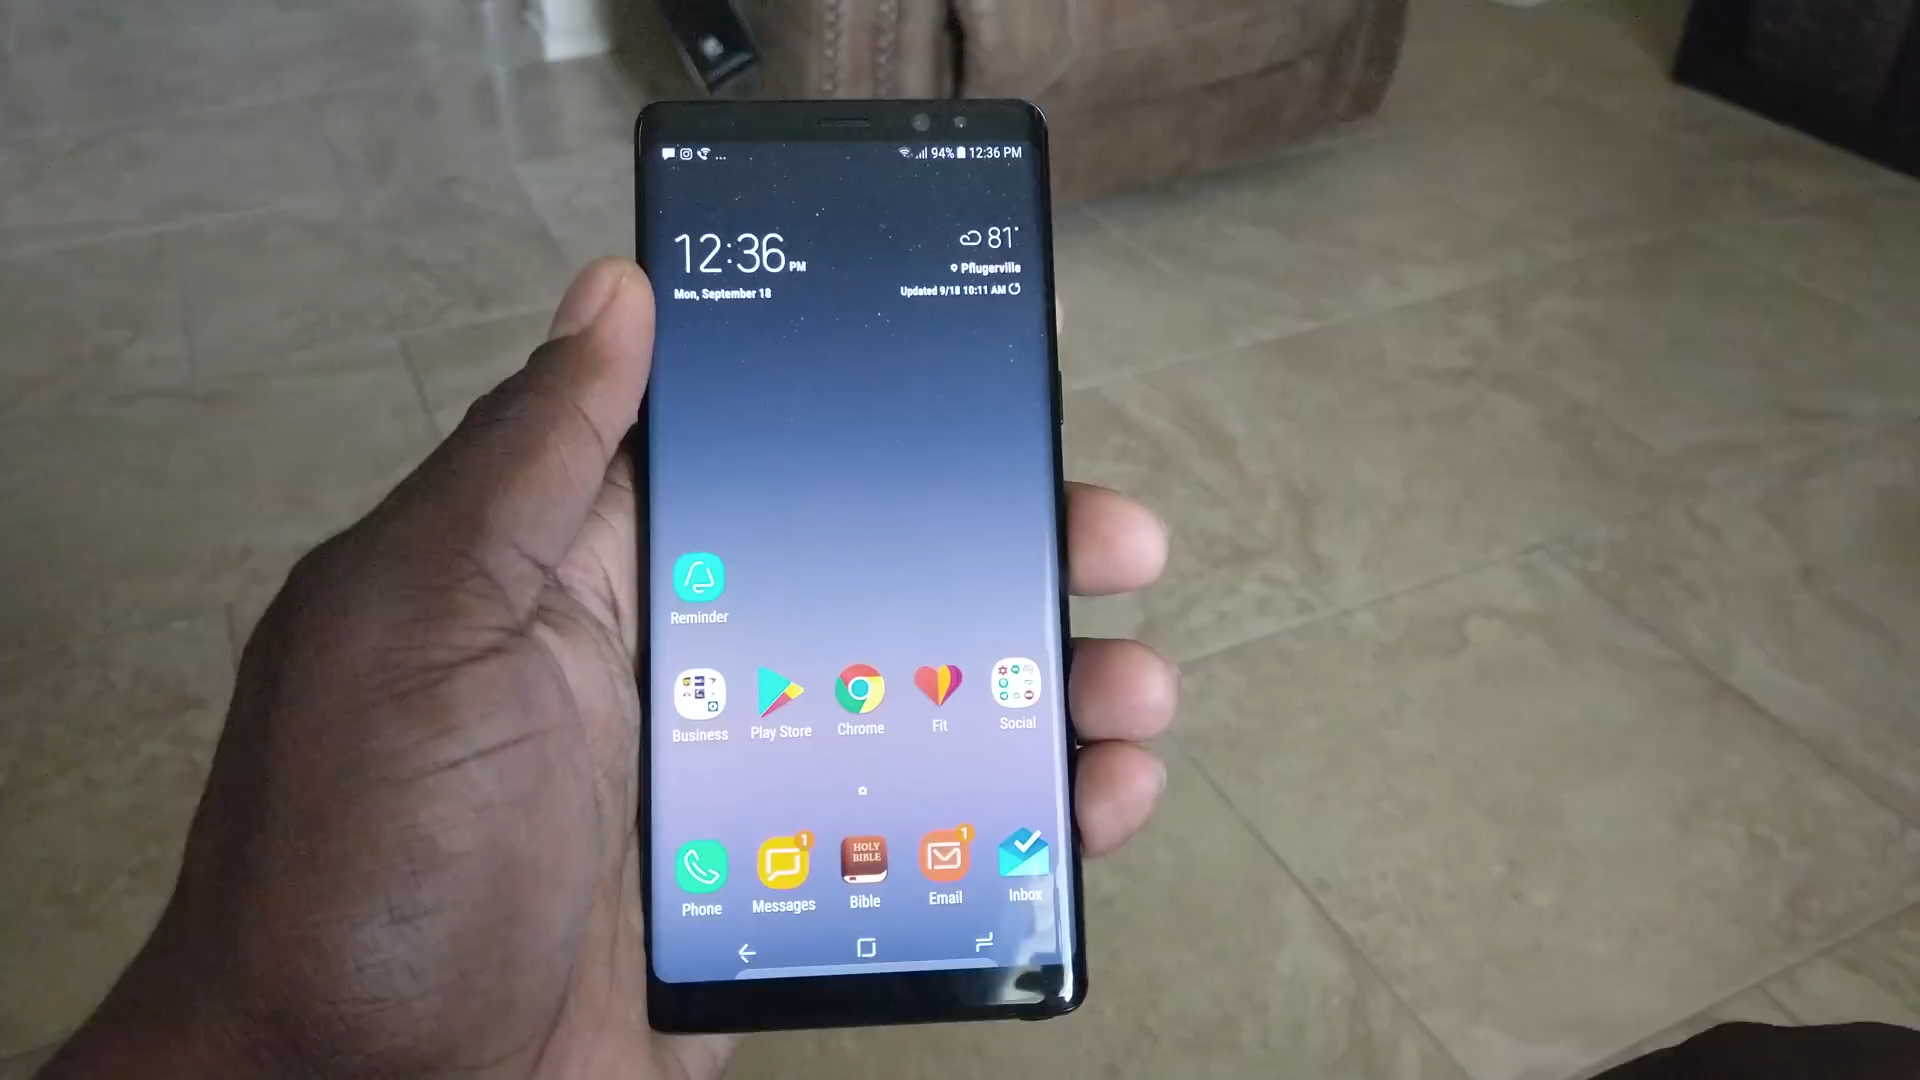 ... 94% 12:36 PM
12:36 PM
81°
Pflugerville
Mon, September 18
Updated 9/18 10:11 AM
Reminder
Business Play Store Chrome Fit Social
1 1
HOLY
BIBLE
Phone Messages Bible Email Inbox